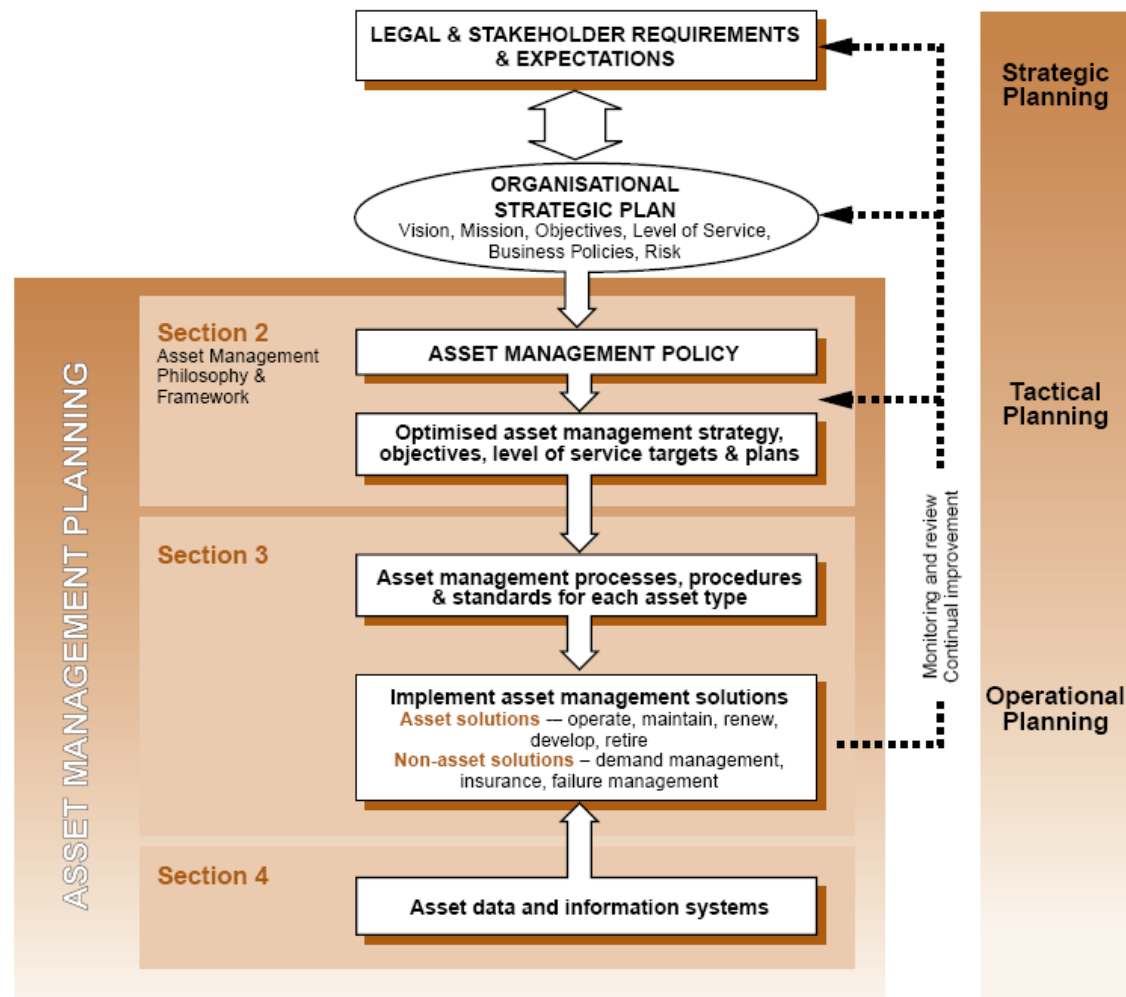 LEGAL & STAKEHOLDER REQUIREMENTS
& EXPECTATIONS
Strategic
Planning
ORGANISATIONAL
STRATEGIC PLAN
Vision, Mission, Objectives, Level of Service,
Business Policies, Risk
ASSET MANAGEMENT PLANNING
Section 2
Asset Management
Philosophy &
Framework
ASSET MANAGEMENT POLICY
Optimised asset management strategy,
objectives, level of service targets & plans
Tactical
Planning
Section 3
Asset management processes, procedures
& standards for each asset type
Implement asset management solutions
Asset solutions –- operate, maintain, renew,
develop, retire
Non-asset solutions – demand management,
insurance, failure management
Monitoring and review
Continual improvement
Operational
Planning
Section 4
Asset data and information systems